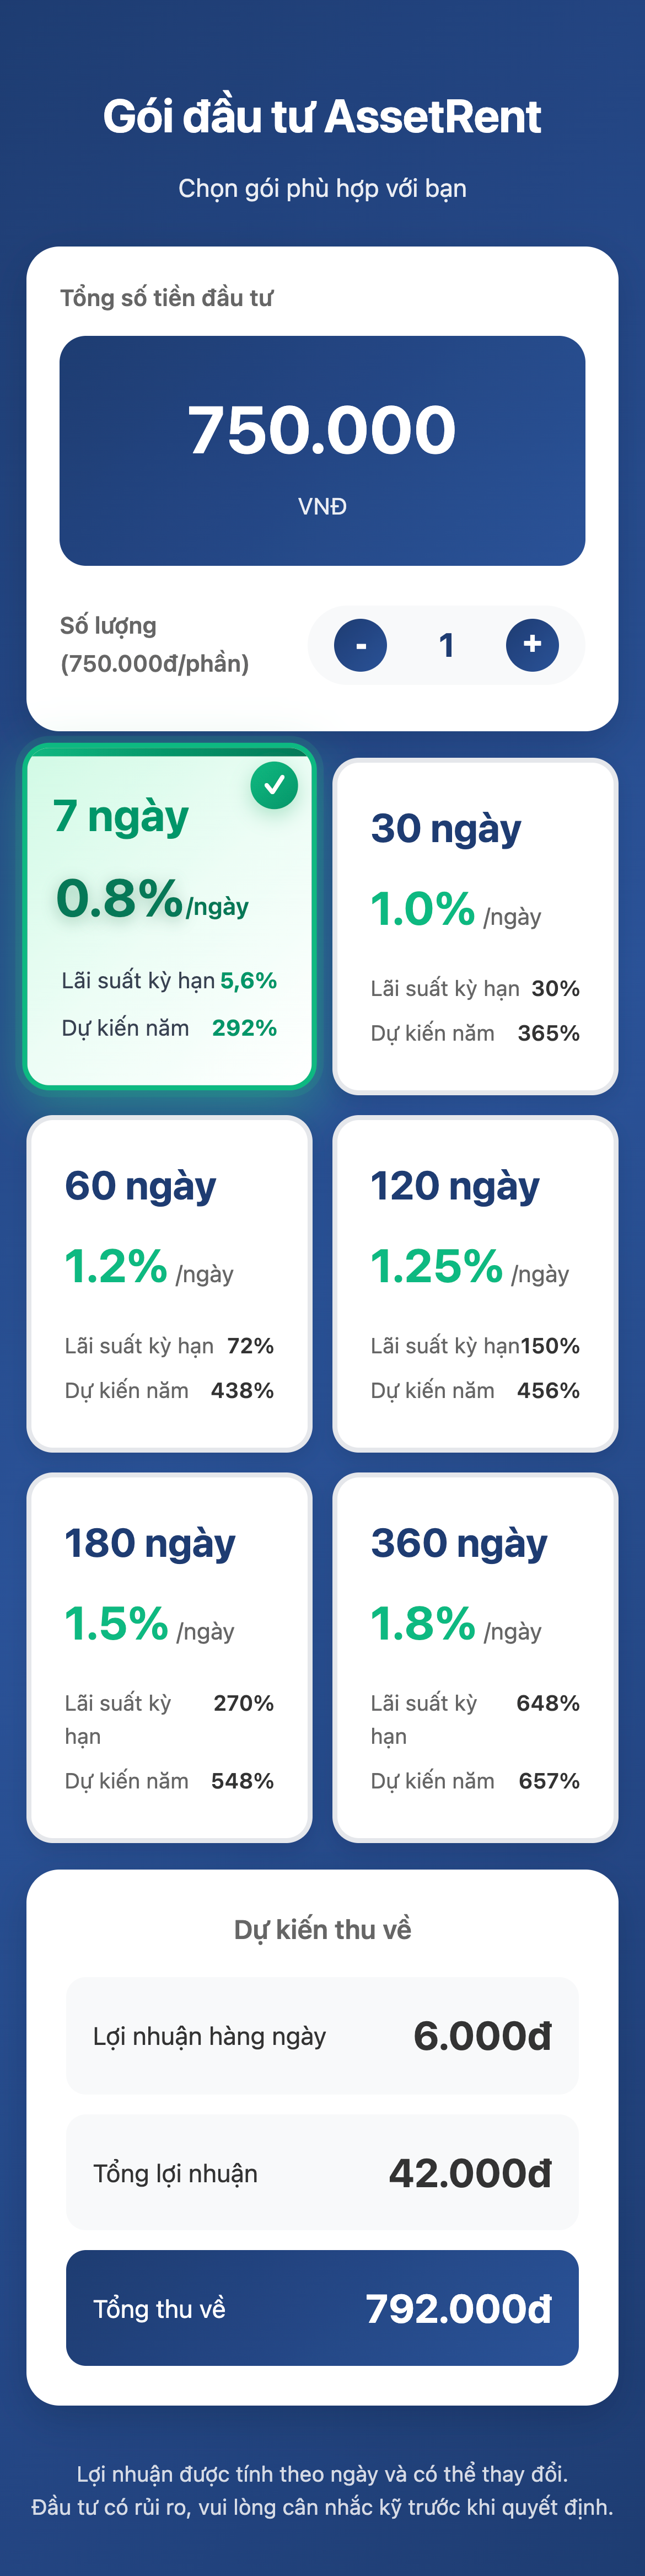 Gói đầu tư AssetRent
Chọn gói phù hợp với bạn
Tổng số tiền đầu tư
750.000
VNĐ
Số lượng
(750.000đ/phần)
- 1 +
7 ngày
0.8%/ngày
Lãi suất kỳ hạn 5,6%
Dự kiến năm 292%
30 ngày
1.0% /ngày
Lãi suất kỳ hạn 30%
Dự kiến năm 365%
60 ngày
1.2% /ngày
Lãi suất kỳ hạn 72%
Dự kiến năm 438%
120 ngày
1.25% /ngày
Lãi suất kỳ hạn 150%
Dự kiến năm 456%
180 ngày
1.5% /ngày
Lãi suất kỳ 270%
hạn
Dự kiến năm 548%
360 ngày
1.8% /ngày
Lãi suất kỳ 648%
hạn
Dự kiến năm 657%
Dự kiến thu về
Lợi nhuận hàng ngày 6.000đ
Tổng lợi nhuận 42.000đ
Tổng thu về 792.000đ
Lợi nhuận được tính theo ngày và có thể thay đổi.
Đầu tư có rủi ro, vui lòng cân nhắc kỹ trước khi quyết định.